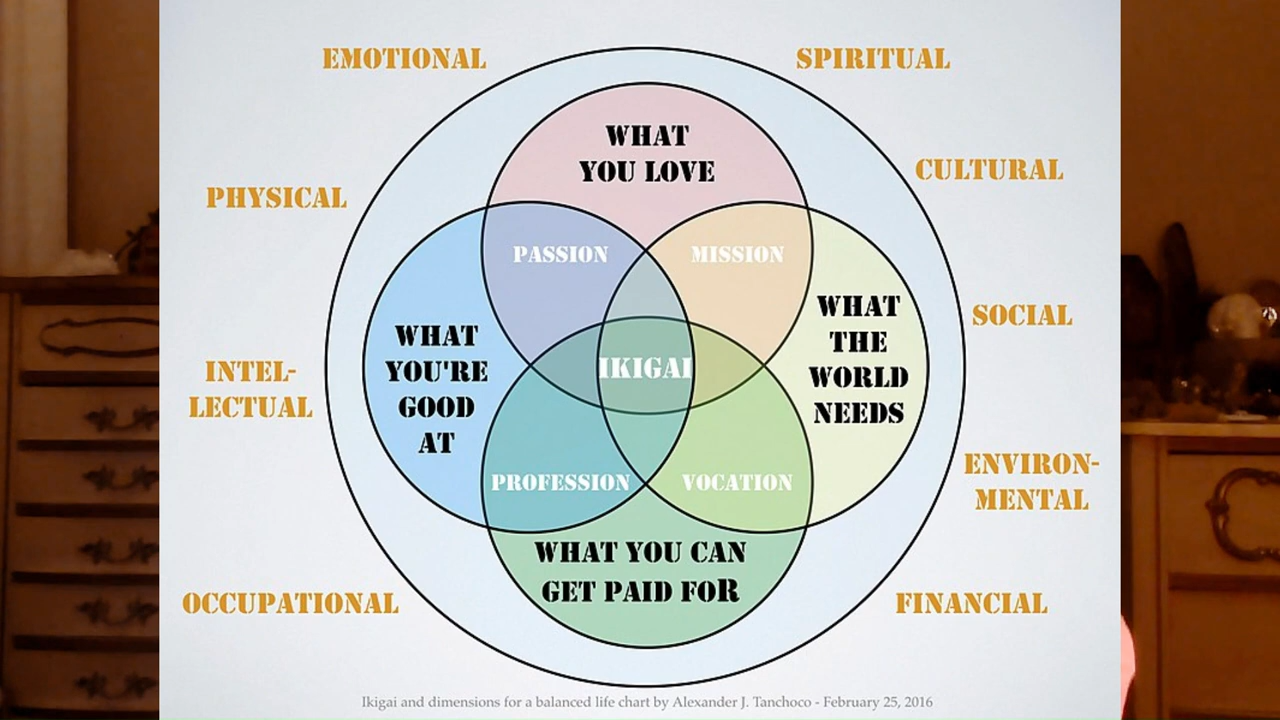 EMOTIONAL
SPIRITUAL
WHAT
YOU LOVE
CULTURAL
PHYSICAL
PASSION
MISSION
WHAT
THE
WORLD
NEEDS
SOCIAL
WHAT
YOU'RE
GOOD
AT
IKIGAI
INTEL-
LECTUAL
ENVIRON-
MENTAL
PROFESSION
VOCATION
WHAT YOU CAN
GET PAID FOR
OCCUPATIONAL
FINANCIAL
Ikigai and dimensions for a balanced life chart by Alexander J. Tanchoco - February 25, 2016